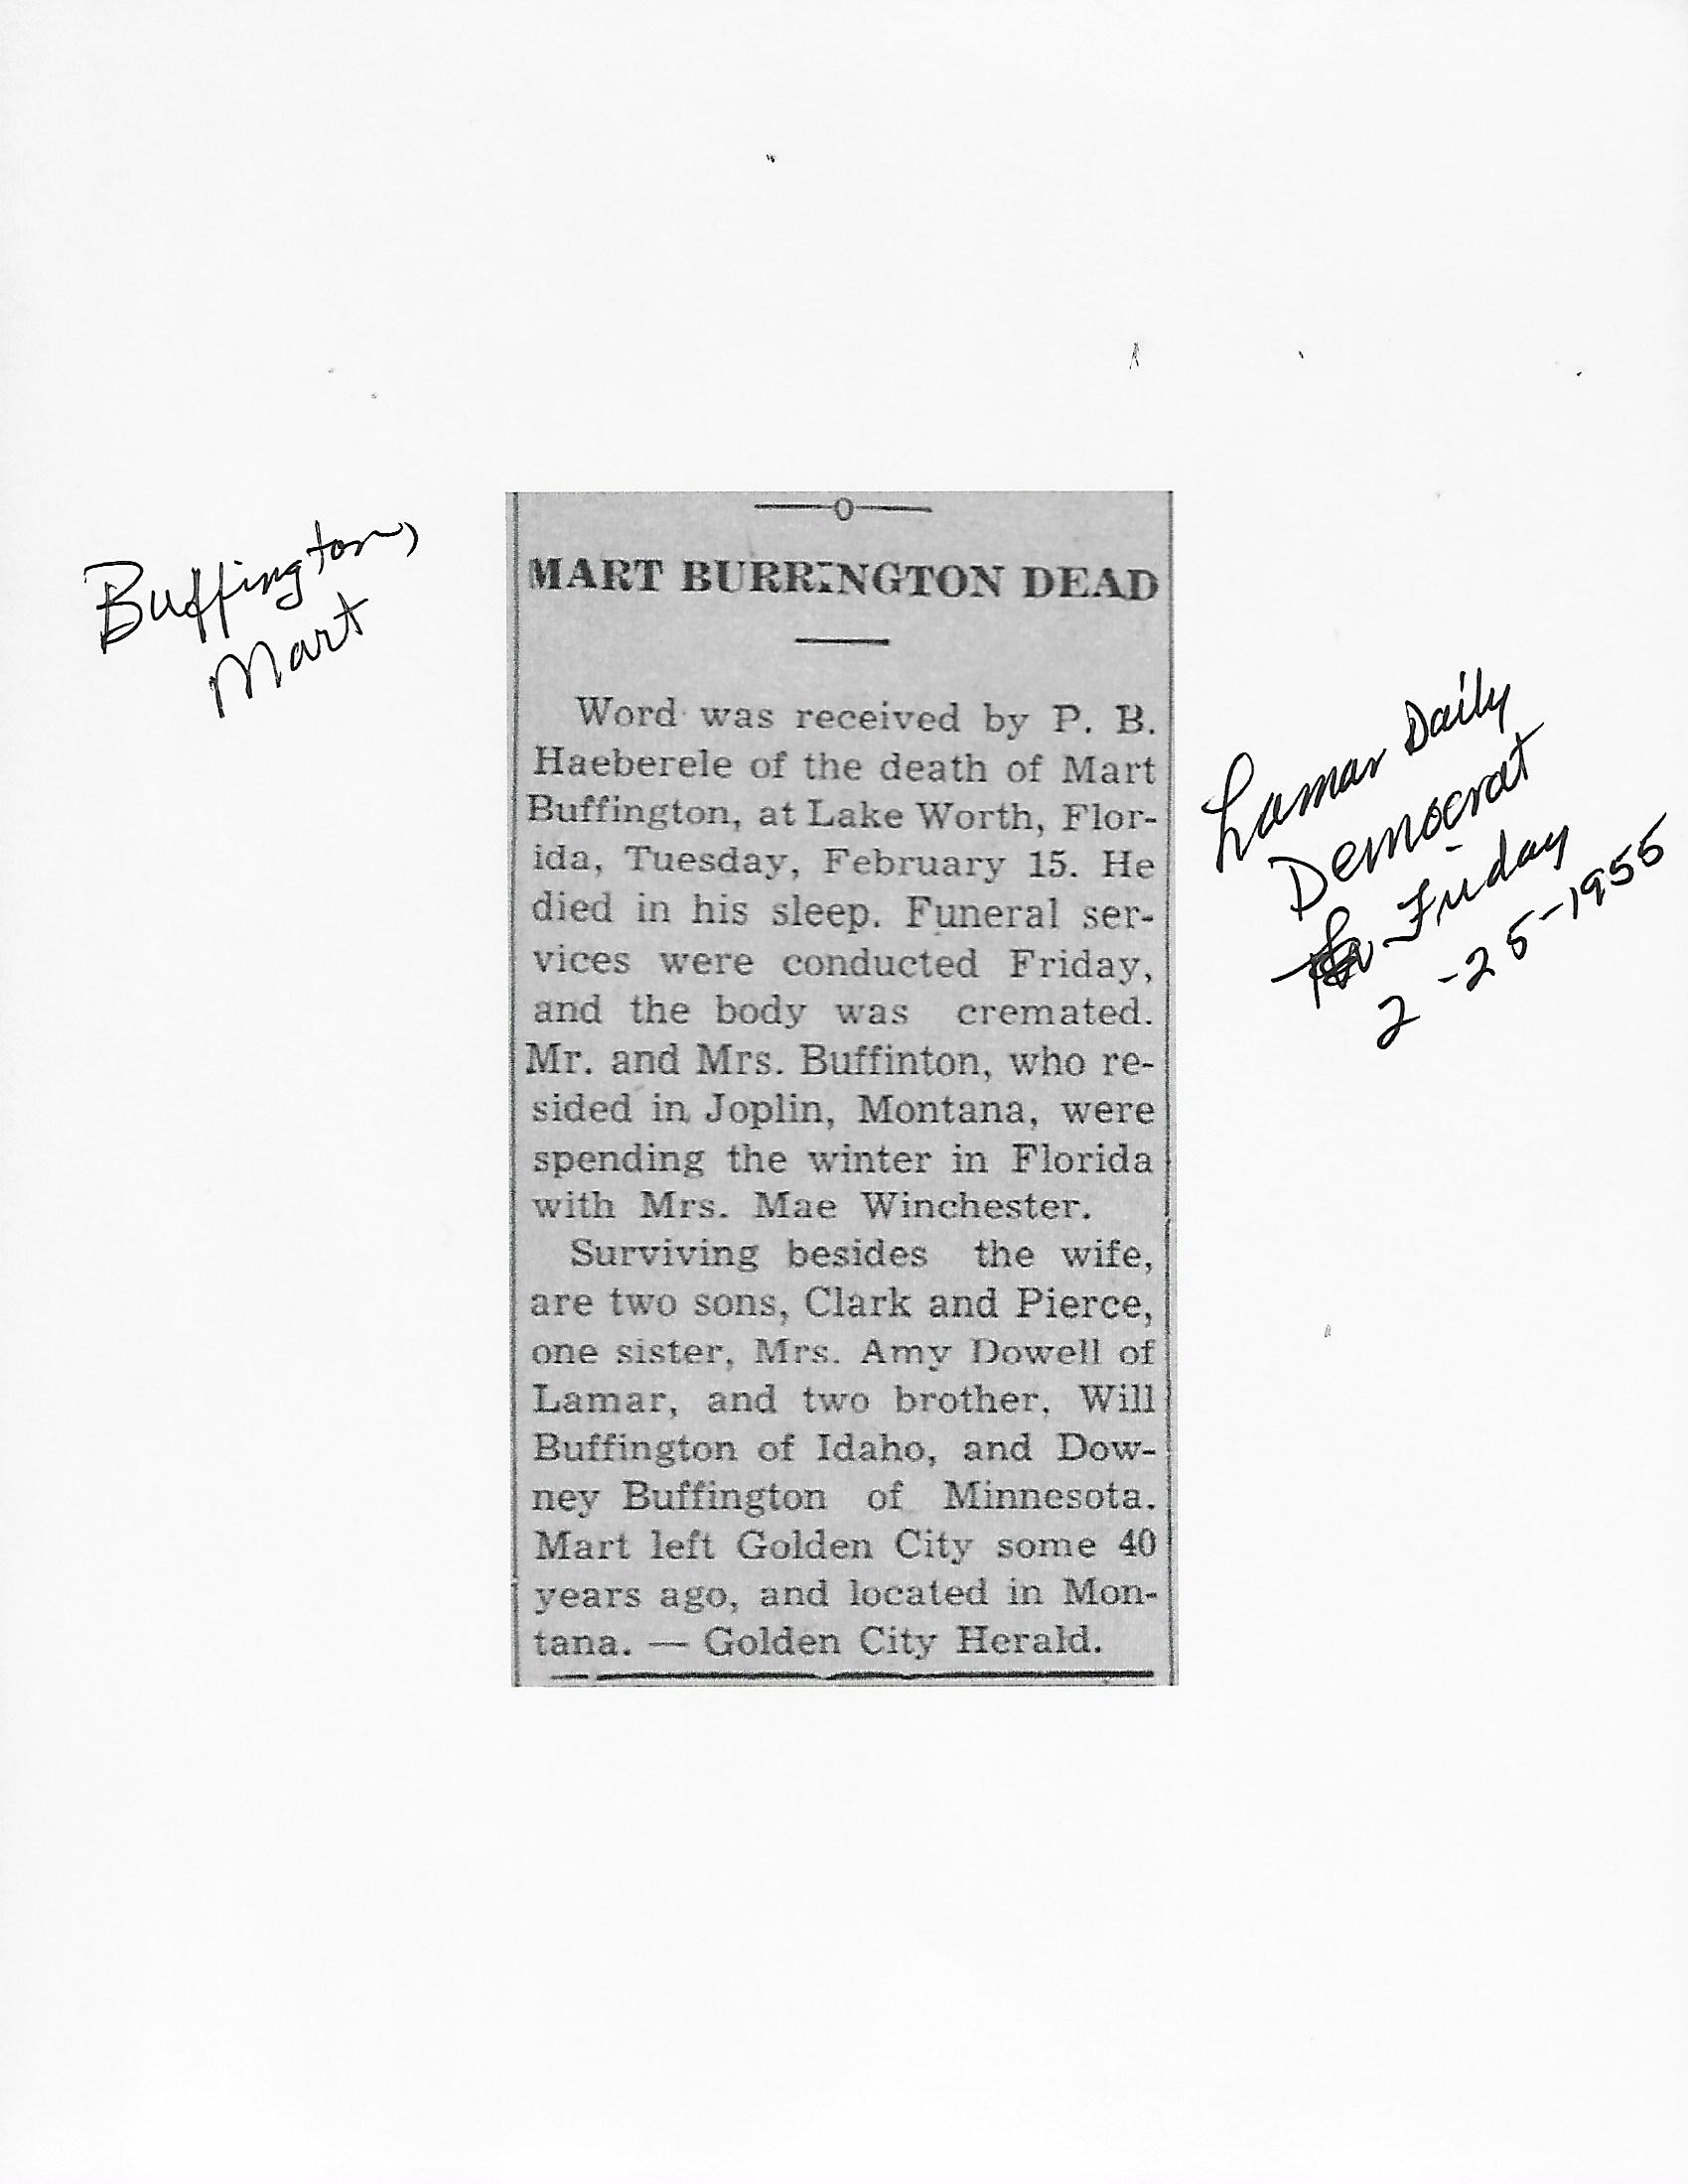 Buffington,
Mart
o
MART BURRINGTON DEAD
Word was received by P. B.
Haeberele of the death of Mart
Buffington, at Lake Worth, Flor-
ida, Tuesday, February 15. He
died in his sleep. Funeral ser-
vices were conducted Friday,
and the body was cremated.
Mr. and Mrs. Buffinton, who re-
sided in Joplin, Montana, were
spending the winter in Florida
with Mrs. Mae Winchester.
Surviving besides the wife,
are two sons, Clark and Pierce,
one sister, Mrs. Amy Dowell of
Lamar, and two brother, Will
Buffington of Idaho, and Dow-
ney Buffington of Minnesota.
Mart left Golden City some 40
years ago, and located in Mon-
tana. — Golden City Herald.
Lamar Daily
Democrat
Friday
2-25-1955